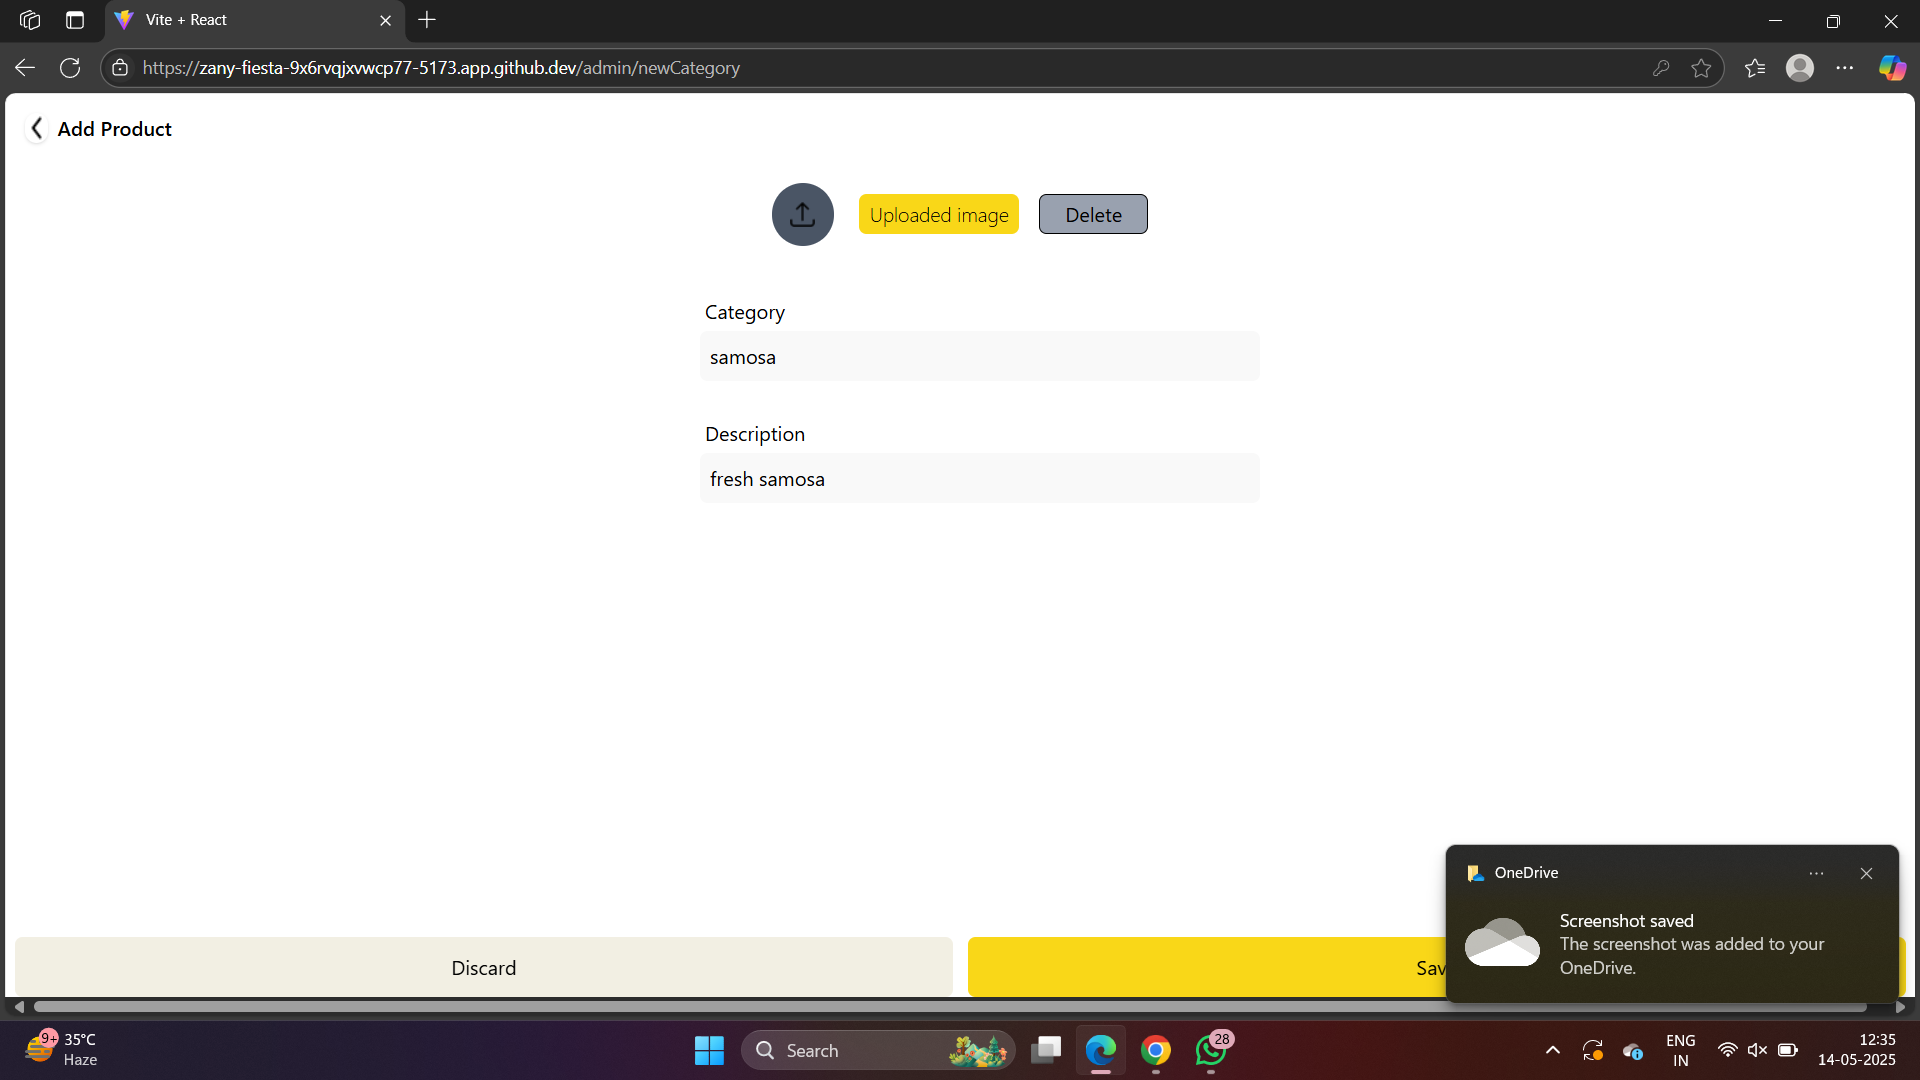 Vite + React
https://zany-fiesta-9x6rvqjxvwcp77-5173.app.github.dev/admin/newCategory
Add Product
Uploaded image
Delete
Category
samosa
Description
fresh samosa
OneDrive
Screenshot saved
The screenshot was added to your
OneDrive.
Discard
Sav
9+
35°C
Haze
Search
28
ENG
IN
12:35
14-05-2025